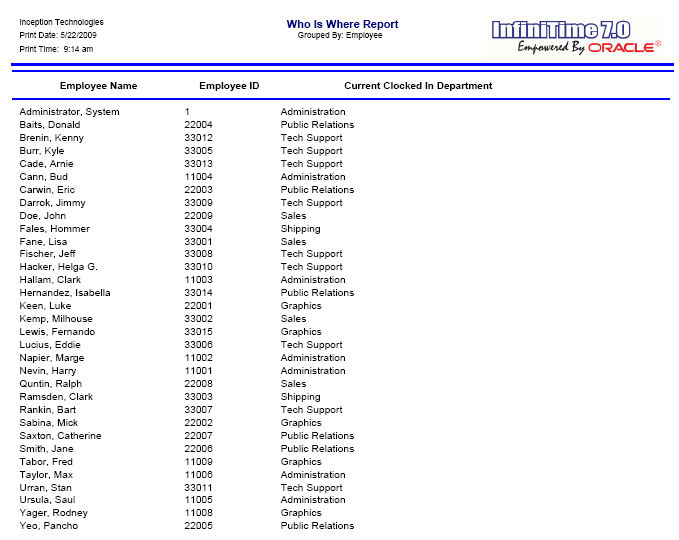 Inception Technologies
Print Date: 5/22/2009
Print Time: 9:14 am
Who Is Where Report
Grouped By: Employee
InfiniTime 7.0
Empowered By ORACLE®
Employee Name Employee ID Current Clocked In Department
Administrator, System 1 Administration
Baits, Donald 22004 Public Relations
Brenin, Kenny 33012 Tech Support
Burr, Kyle 33005 Tech Support
Cade, Arnie 33013 Tech Support
Cann, Bud 11004 Administration
Carwin, Eric 22003 Public Relations
Darrok, Jimmy 33009 Tech Support
Doe, John 22009 Sales
Fales, Hommer 33004 Shipping
Fane, Lisa 33001 Sales
Fischer, Jeff 33008 Tech Support
Hacker, Helga G. 33010 Tech Support
Hallam, Clark 11003 Administration
Hernandez, Isabella 33014 Public Relations
Keen, Luke 22001 Graphics
Kemp, Milhouse 33002 Sales
Lewis, Fernando 33015 Graphics
Lucius, Eddie 33006 Tech Support
Napier, Marge 11002 Administration
Nevin, Harry 11001 Administration
Quntin, Ralph 22008 Sales
Ramsden, Clark 33003 Shipping
Rankin, Bart 33007 Tech Support
Sabina, Mick 22002 Graphics
Saxton, Catherine 22007 Public Relations
Smith, Jane 22006 Public Relations
Tabor, Fred 11009 Graphics
Taylor, Max 11006 Administration
Urran, Stan 33011 Tech Support
Ursula, Saul 11005 Administration
Yager, Rodney 11008 Graphics
Yeo, Pancho 22005 Public Relations